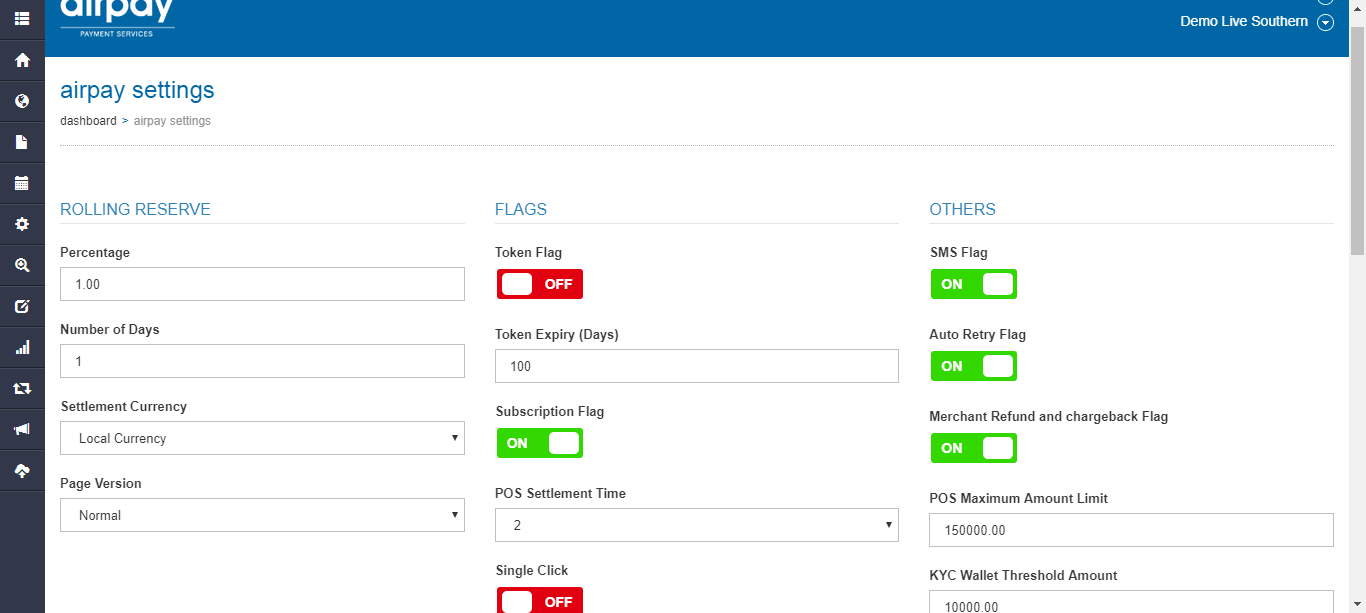 airpay
PAYMENT SERVICES
Demo Live Southern
airpay settings
dashboard > airpay settings
ROLLING RESERVE
Percentage
1.00
Number of Days
1
Settlement Currency
Local Currency
Page Version
Normal
FLAGS
Token Flag
OFF
Token Expiry (Days)
100
Subscription Flag
ON
POS Settlement Time
2
Single Click
OFF
OTHERS
SMS Flag
ON
Auto Retry Flag
ON
Merchant Refund and chargeback Flag
ON
POS Maximum Amount Limit
150000.00
KYC Wallet Threshold Amount
10000.00